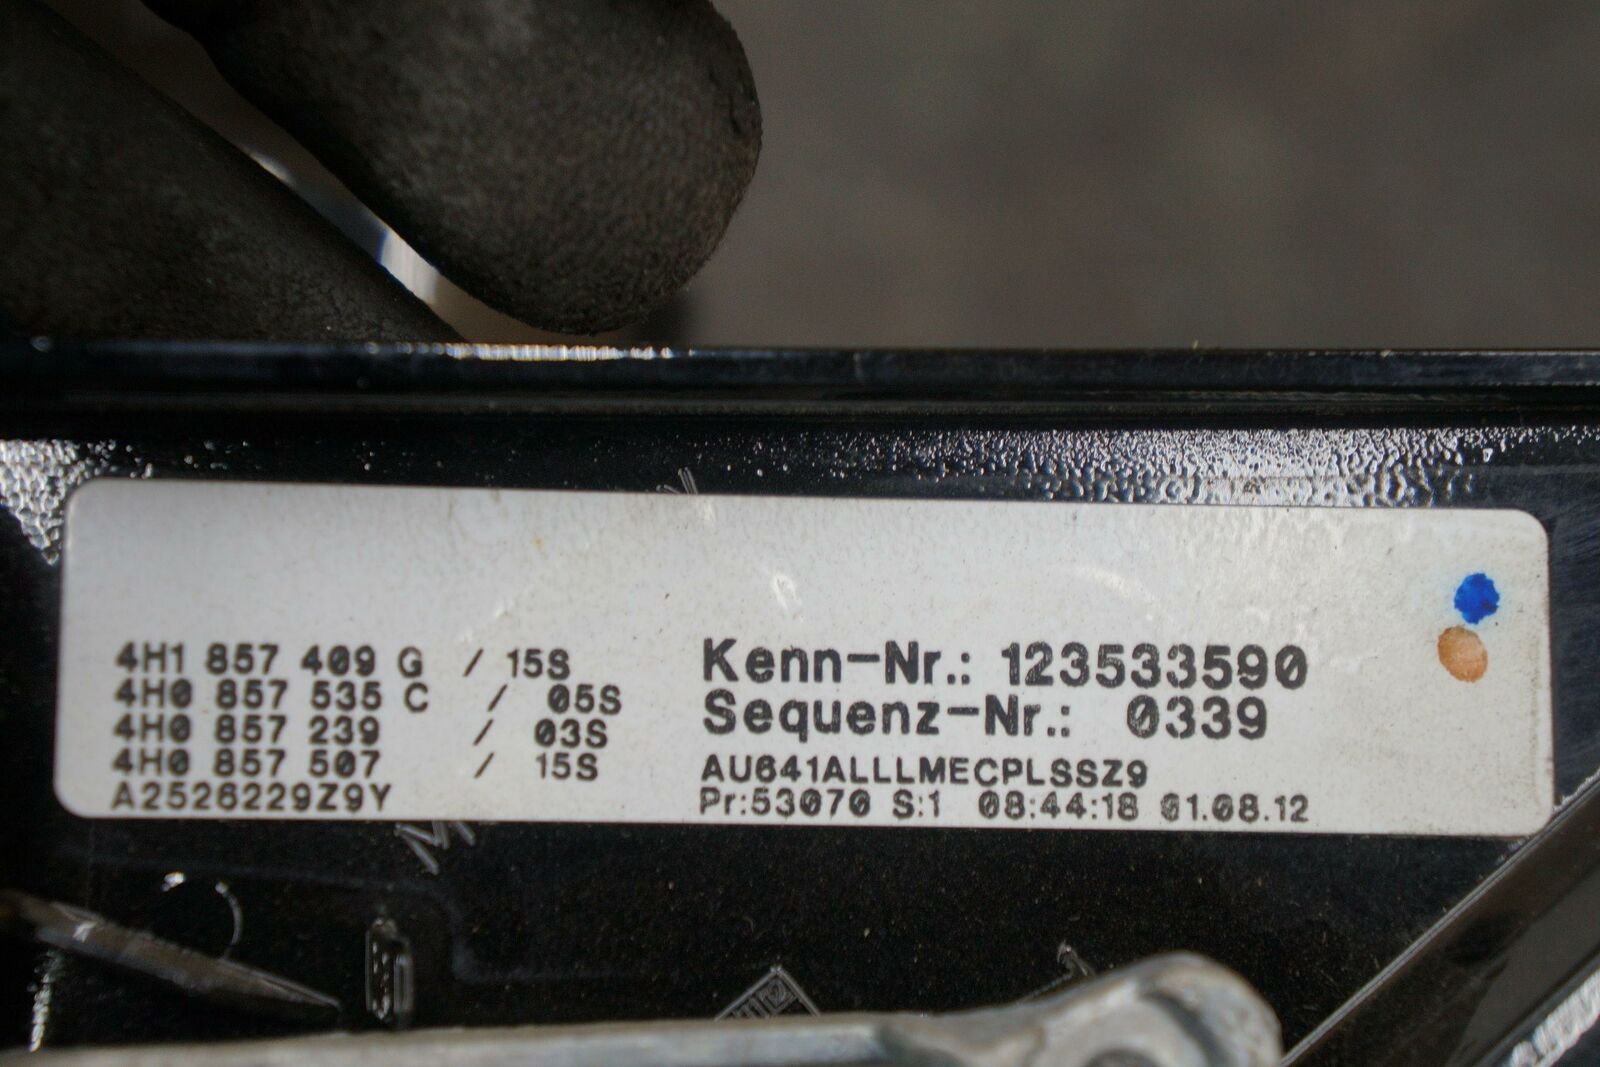 4H1 857 409 G / 15S
4H0 857 535 C / 05S
4H0 857 239 / 03S
4H0 857 507 / 15S
A2526229Z9Y
Kenn-Nr.: 123533590
Sequenz-Nr.: 0339
AU641ALLLMECPLSSZ9
Pr:53070 S:1 08:44:18 01.08.12